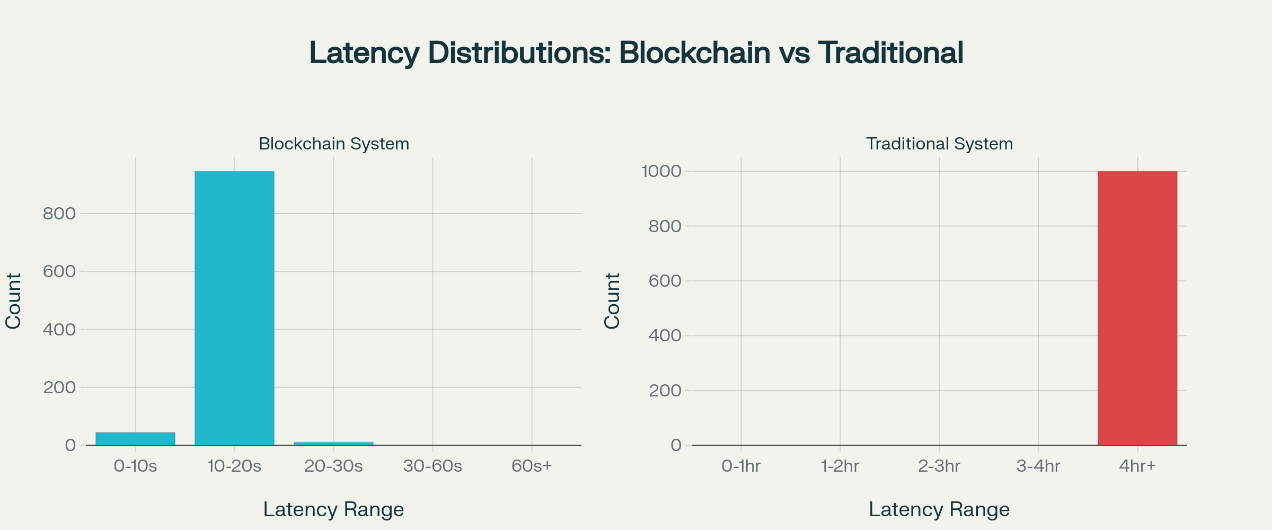 Latency Distributions: Blockchain vs Traditional
Blockchain System
Count
800
600
400
200
0
0-10s
10-20s
20-30s
30-60s
60s+
Latency Range
Traditional System
Count
1000
800
600
400
200
0
0-1hr
1-2hr
2-3hr
3-4hr
4hr+
Latency Range